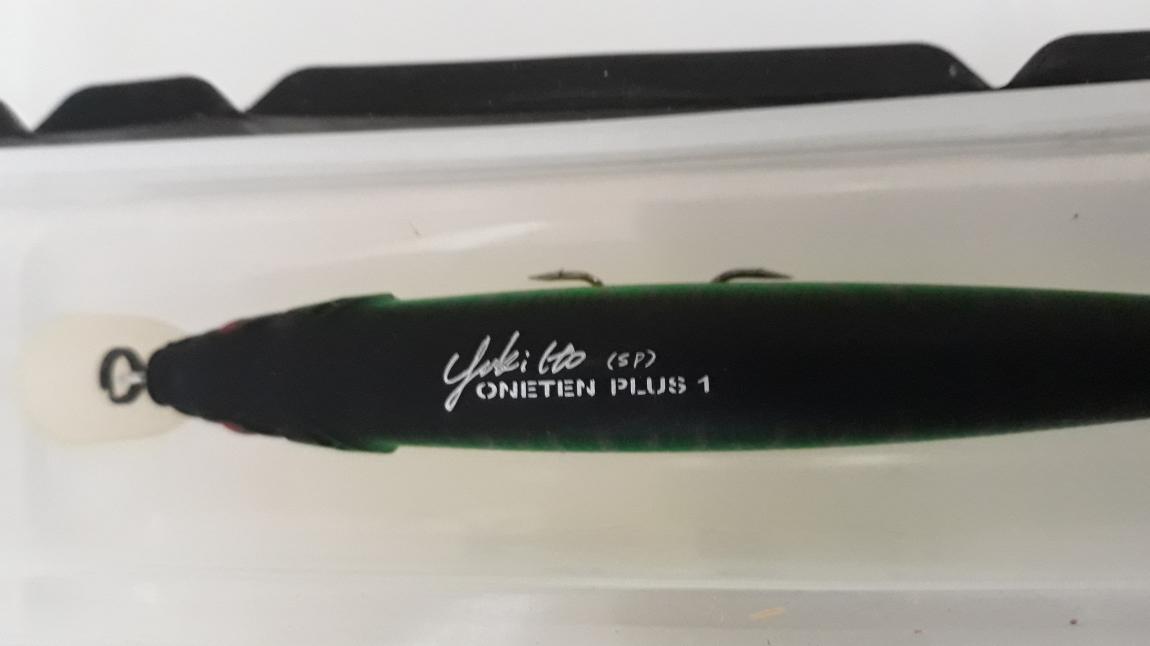 Yuki Ito (SP)
ONETEN PLUS 1